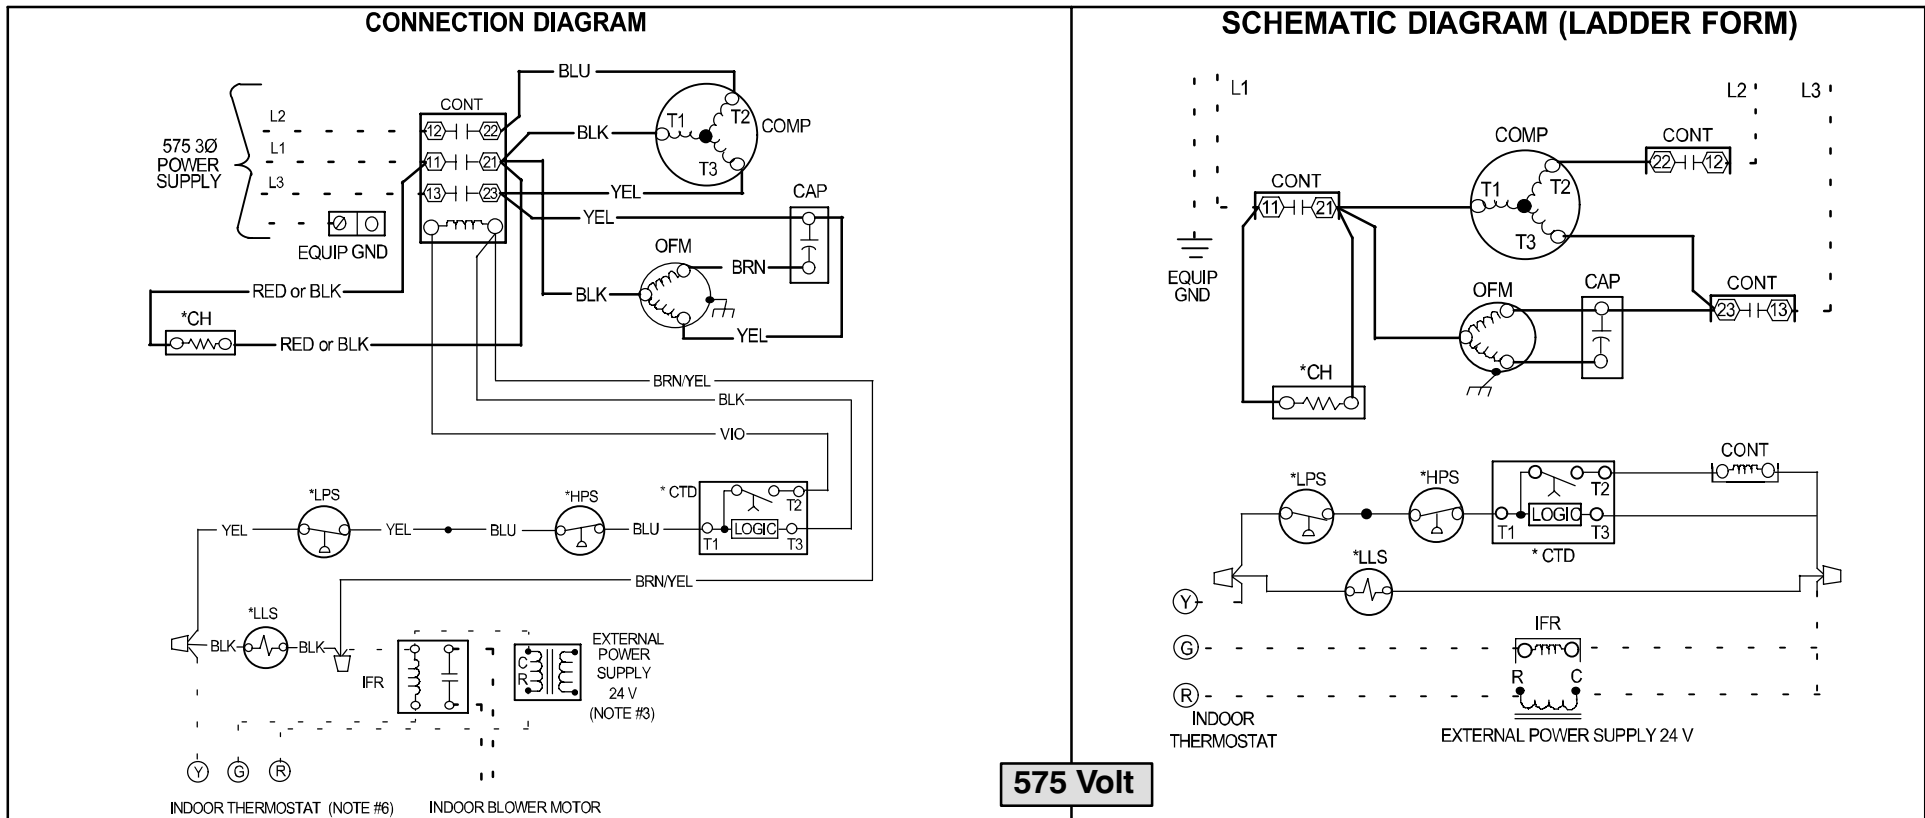 CONNECTION DIAGRAM
BLU
CONT
L2
12
22
T2
T1
COMP
BLK
575 3Ø
POWER
SUPPLY
L1
11
21
T3
L3
13
23
YEL
CAP
YEL
EQUIP GND
OFM
BRN
RED or BLK
BLK
*CH
YEL
RED or BLK
BRN/YEL
BLK
VIO
*LPS
*HPS
* CTD
T2
YEL
YEL
BLU
BLU
LOGIC
T1
T3
BRN/YEL
*LLS
BLK
BLK
IFR
C
R
EXTERNAL
POWER
SUPPLY
24 V
(NOTE #3)
Y
G
R
INDOOR THERMOSTAT (NOTE #6)
INDOOR BLOWER MOTOR
575 Volt
SCHEMATIC DIAGRAM (LADDER FORM)
L1
L2
L3
COMP
CONT
22
12
T1
T2
CONT
11
21
T3
EQUIP
GND
OFM
CAP
CONT
23
13
*CH
CONT
*LPS
*HPS
T2
LOGIC
T1
T3
* CTD
*LLS
Y
IFR
G
R
C
R
INDOOR
THERMOSTAT
EXTERNAL POWER SUPPLY 24 V